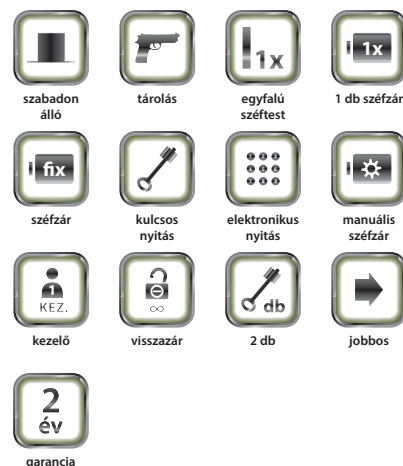 1x
1x
szabadon
álló
tárolás
egyfalú
széftest
1 db széfzár
fix
széfzár
kulcsos
nyitás
elektronikus
nyitás
manuális
széfzár
1
KEZ.
∞
db
kezelő
visszazár
2 db
jobbos
2
év
garancia